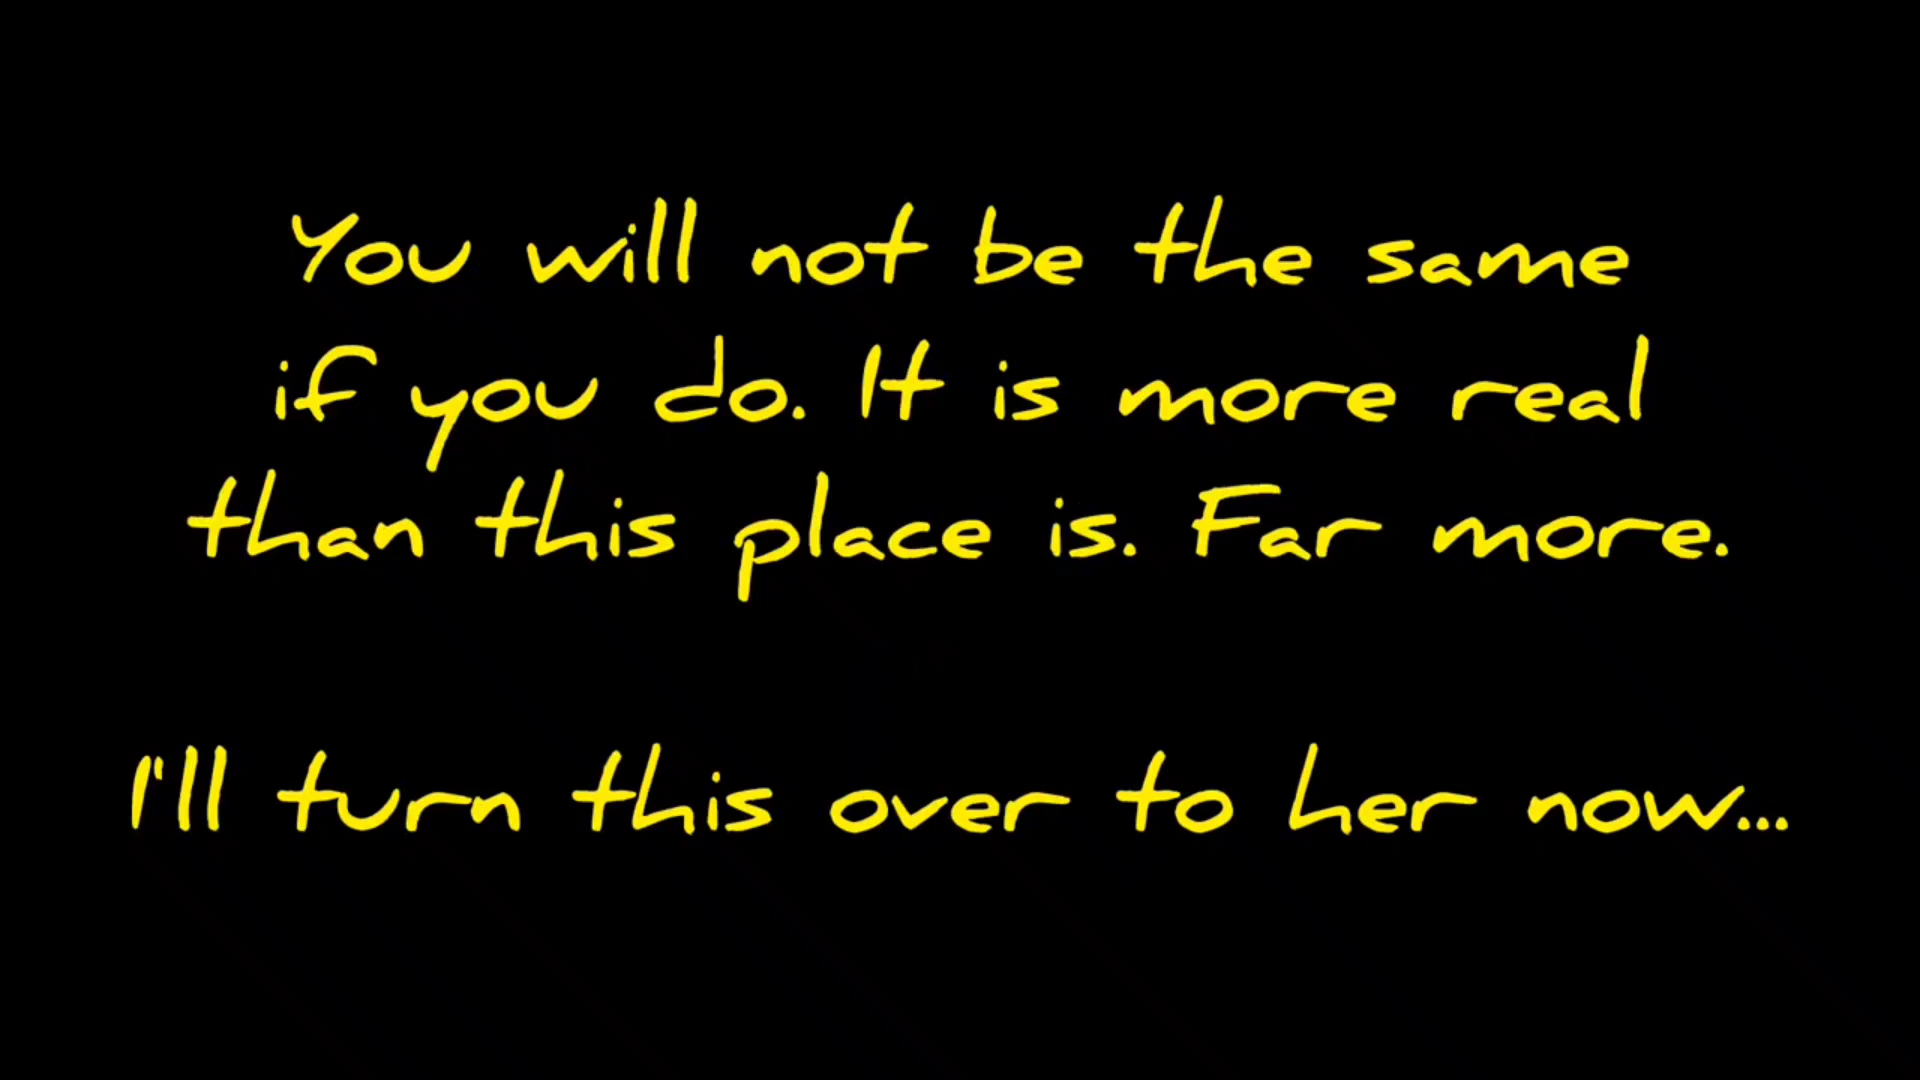 You will not be the same
if you do. It is more real
than this place is. Far more.
I'll turn this over to her now...